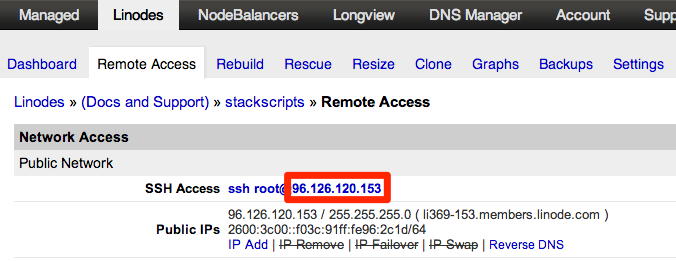 Managed Linodes NodeBalancers Longview DNS Manager Account Supp
Dashboard Remote Access Rebuild Rescue Resize Clone Graphs Backups Settings
Linodes » (Docs and Support) » stackscripts » Remote Access
Network Access
Public Network
SSH Access ssh root@96.126.120.153
Public IPs 96.126.120.153 / 255.255.255.0 ( li369-153.members.linode.com )
2600:3c00::f03c:91ff:fe96:2c1d/64
IP Add | IP Remove | IP Failover | IP Swap | Reverse DNS